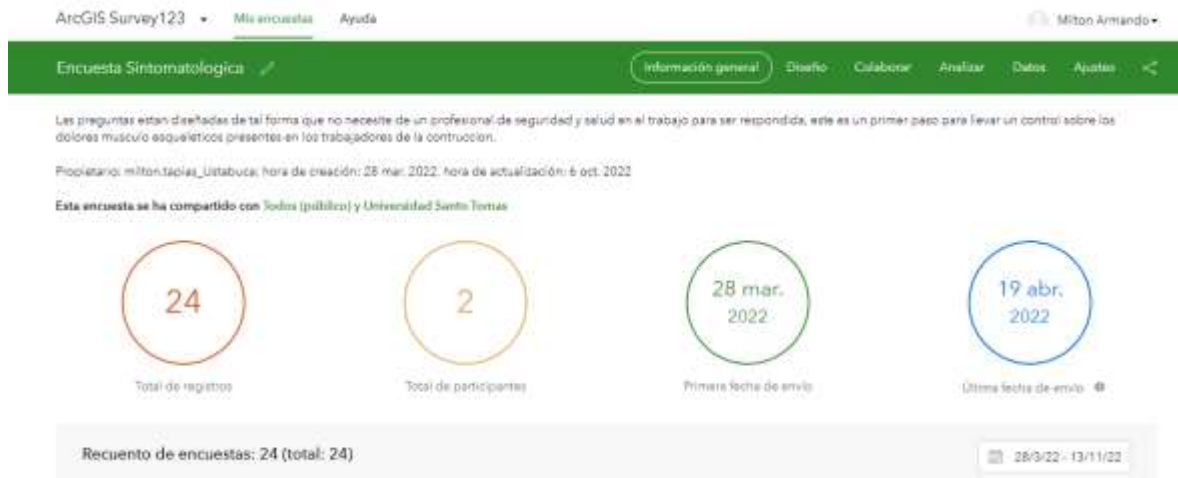 ArcGIS Survey123 Mis encuestas Ayuda Milton Armando
Encuesta Sintomatologica Información general Diseño Colaborar Analizar Datos Ajustes
Las preguntas estan diseñadas de tal forma que no necesite de un profesional de seguridad y salud en el trabajo para ser respondida, este es un primer paso para llevar un control sobre los
dolores musculo esqueleticos presentes en los trabajadores de la contruccion.
Propietario: milton.tapias_Ustabuca; hora de creación: 28 mar. 2022. hora de actualización: 6 oct. 2022
Esta encuesta se ha compartido con Todos (público) y Universidad Santo Tomas
24 2 28 mar. 2022 19 abr. 2022
Total de registros Total de participantes Primera fecha de envío Última fecha de envío
Recuento de encuestas: 24 (total: 24) 28/3/22 - 13/11/22